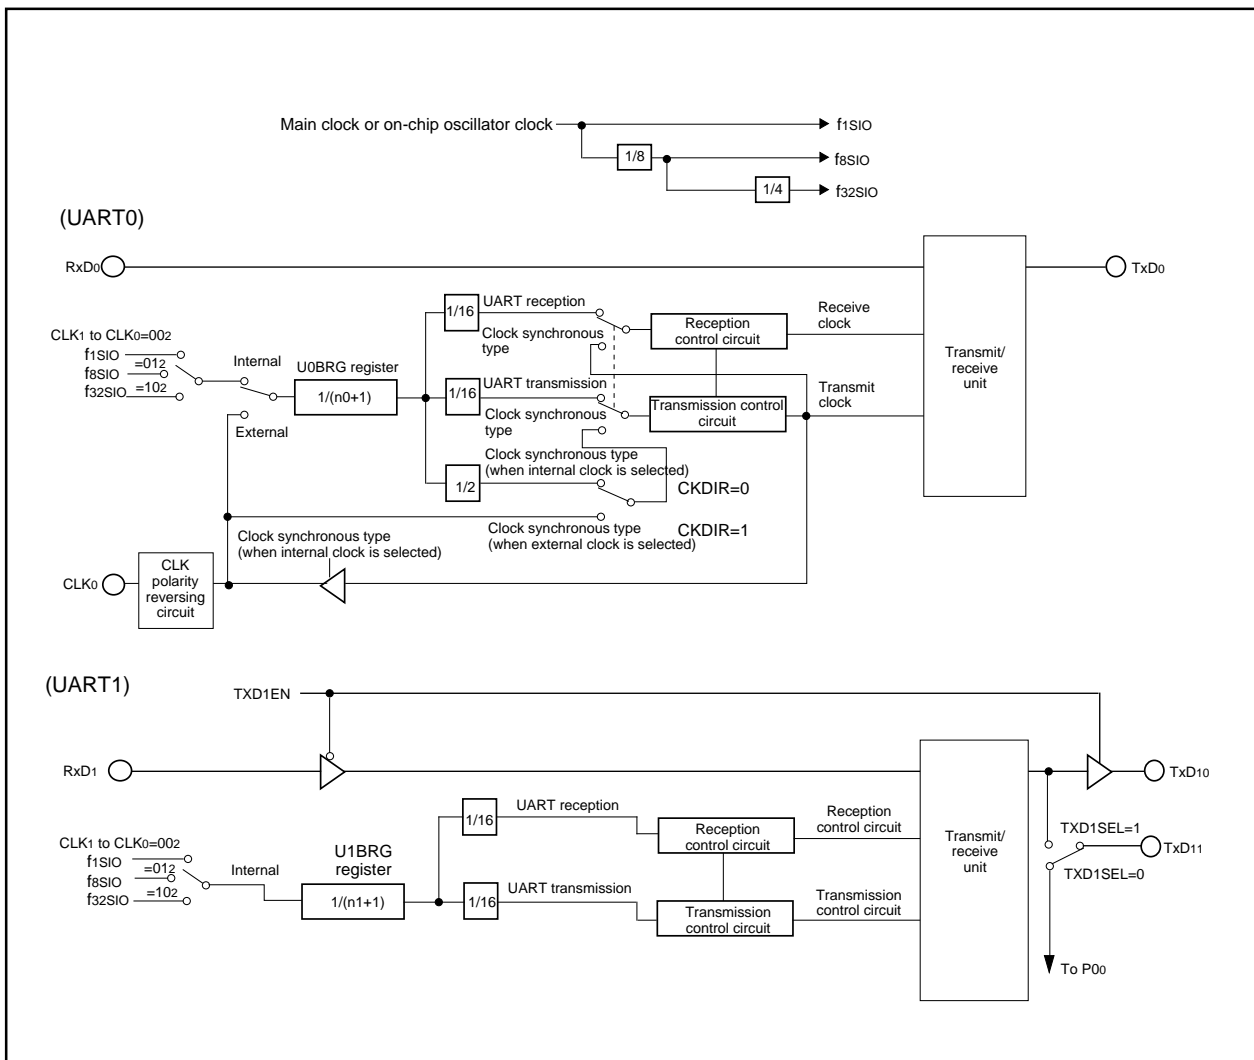 Main clock or on-chip oscillator clock
f1SIO
1/8
f8SIO
1/4
f32SIO
(UART0)
RxD0
TxD0
1/16
UART reception
Clock synchronous
type
Reception
control circuit
Receive
clock
Transmit/
receive
unit
CLK1 to CLK0=002
f1SIO
=012
f8SIO
=102
f32SIO
Internal
External
U0BRG register
1/(n0+1)
1/16
UART transmission
Clock synchronous
type
Transmission control
circuit
Transmit
clock
Clock synchronous type
(when internal clock is selected)
1/2
CKDIR=0
Clock synchronous type
(when external clock is selected)
CKDIR=1
Clock synchronous type
(when internal clock is selected)
CLK0
CLK
polarity
reversing
circuit
(UART1)
TXD1EN
RxD1
TxD10
1/16
UART reception
Reception
control circuit
Reception
control circuit
Transmit/
receive
unit
TXD1SEL=1
TxD11
TXD1SEL=0
CLK1 to CLK0=002
f1SIO
=012
f8SIO
=102
f32SIO
Internal
U1BRG
register
1/(n1+1)
1/16
UART transmission
Transmission
control circuit
Transmission
control circuit
To P00